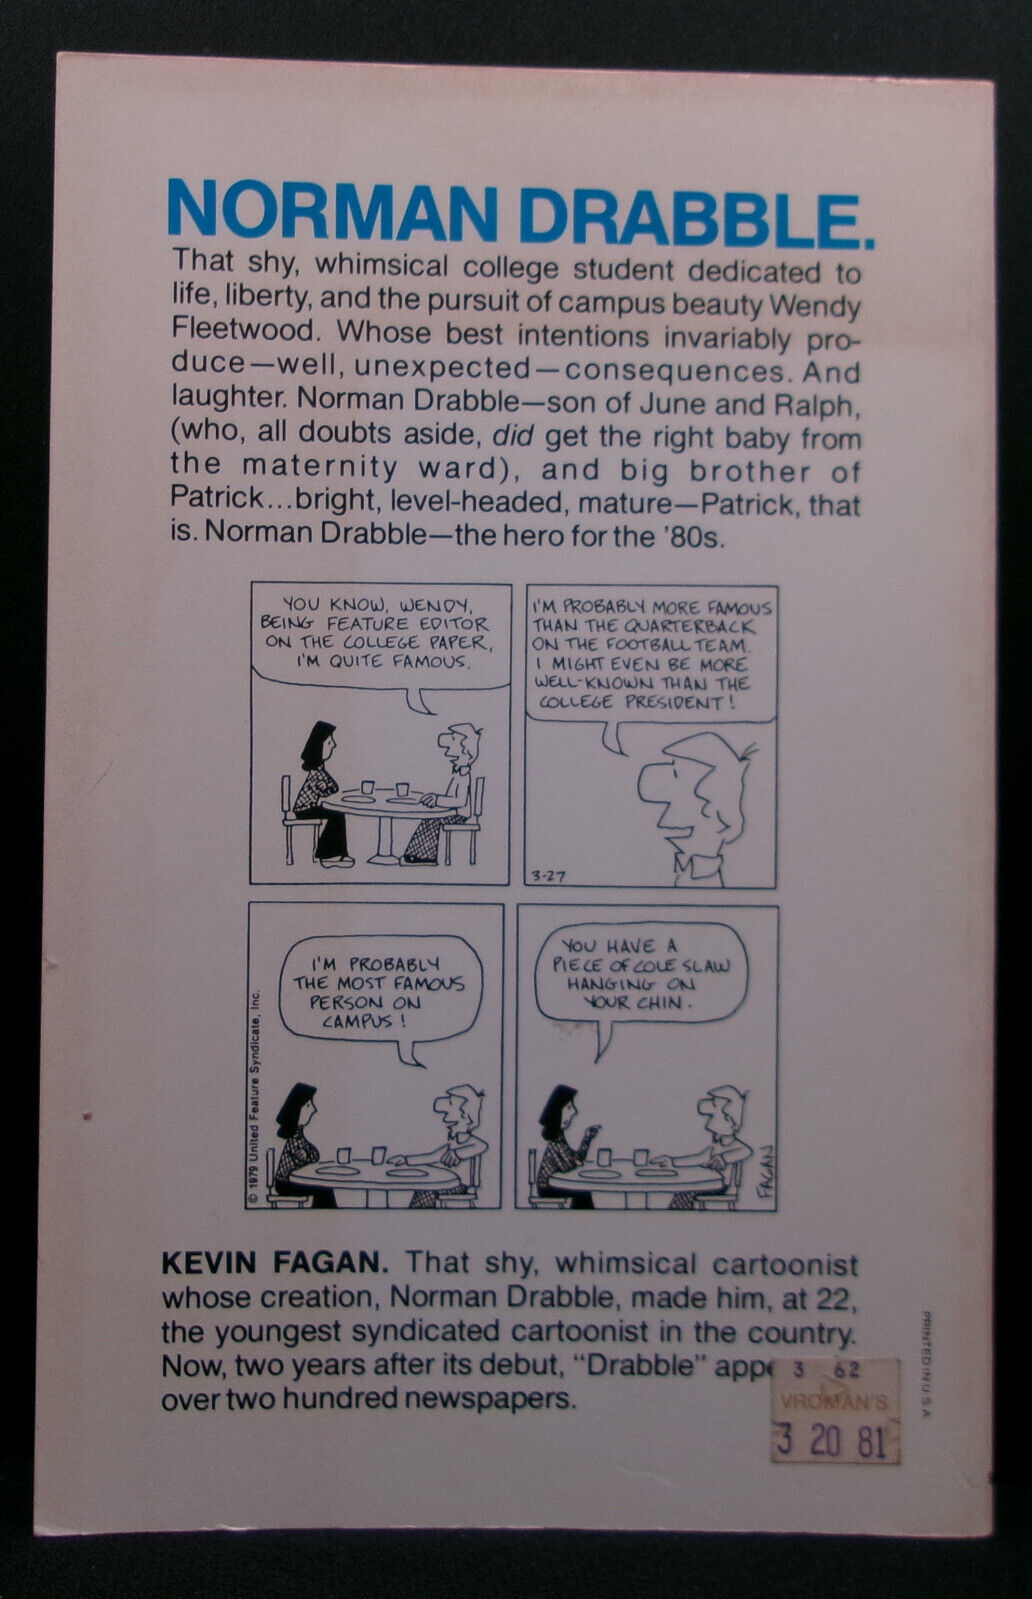 NORMAN DRABBLE.
That shy, whimsical college student dedicated to
life, liberty, and the pursuit of campus beauty Wendy
Fleetwood. Whose best intentions invariably pro-
duce—well, unexpected—consequences. And
laughter. Norman Drabble—son of June and Ralph,
(who, all doubts aside, did get the right baby from
the maternity ward), and big brother of
Patrick...bright, level-headed, mature—Patrick, that
is. Norman Drabble—the hero for the '80s.
YOU KNOW, WENDY,
BEING FEATURE EDITOR
ON THE COLLEGE PAPER,
I'M QUITE FAMOUS.
I'M PROBABLY MORE FAMOUS
THAN THE QUARTERBACK
ON THE FOOTBALL TEAM.
I MIGHT EVEN BE MORE
WELL-KNOWN THAN THE
COLLEGE PRESIDENT!
3-27
I'M PROBABLY
THE MOST FAMOUS
PERSON ON
CAMPUS!
© 1979 United Feature Syndicate, Inc.
YOU HAVE A
PIECE OF COLE SLAW
HANGING ON
YOUR CHIN.
FAGAN
KEVIN FAGAN. That shy, whimsical cartoonist
whose creation, Norman Drabble, made him, at 22,
the youngest syndicated cartoonist in the country.
Now, two years after its debut, "Drabble"
over two hundred newspapers.
3 62
VROMAN'S
3 20 81
PRINTED IN U.S.A.